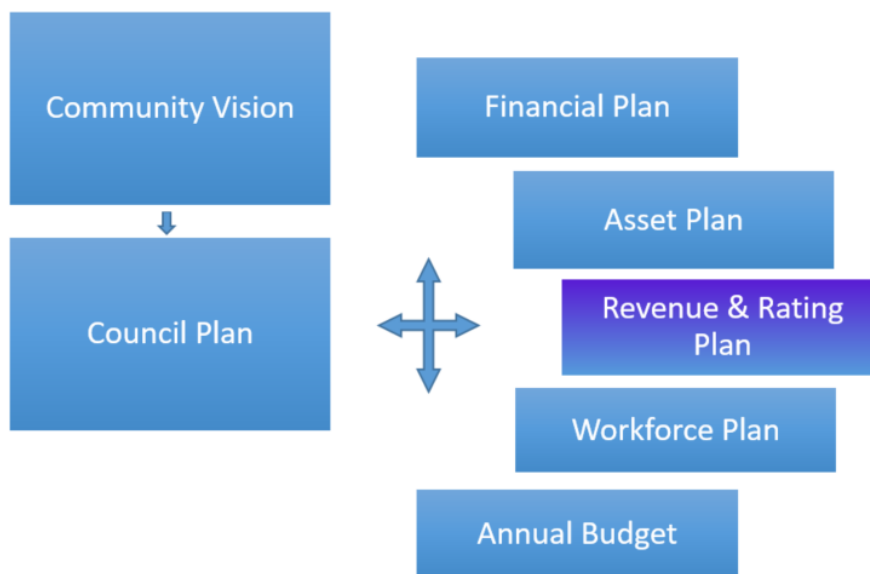 Community Vision
Council Plan
Financial Plan
Asset Plan
Revenue & Rating
Plan
Workforce Plan
Annual Budget